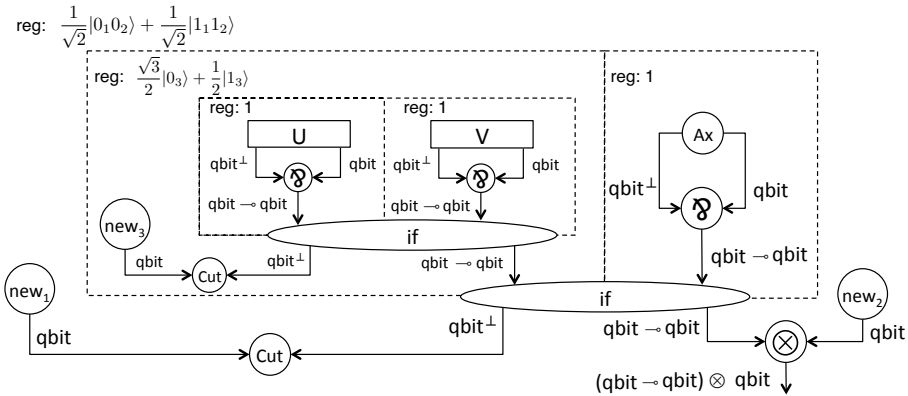 reg: 1/√2|0₁0₂⟩ + 1/√2|1₁1₂⟩
reg: √3/2|0₃⟩ + 1/2|1₃⟩
reg: 1
reg: 1
reg: 1
U
V
Ax
qbit⊥
qbit
qbit⊥
qbit
⅋
⅋
qbit⊥
qbit
⅋
qbit ⊸ qbit
qbit ⊸ qbit
new₃
if
qbit
qbit⊥
qbit ⊸ qbit
qbit ⊸ qbit
Cut
new₁
if
new₂
qbit
qbit⊥
qbit ⊸ qbit
qbit
Cut
⊗
(qbit ⊸ qbit) ⊗ qbit